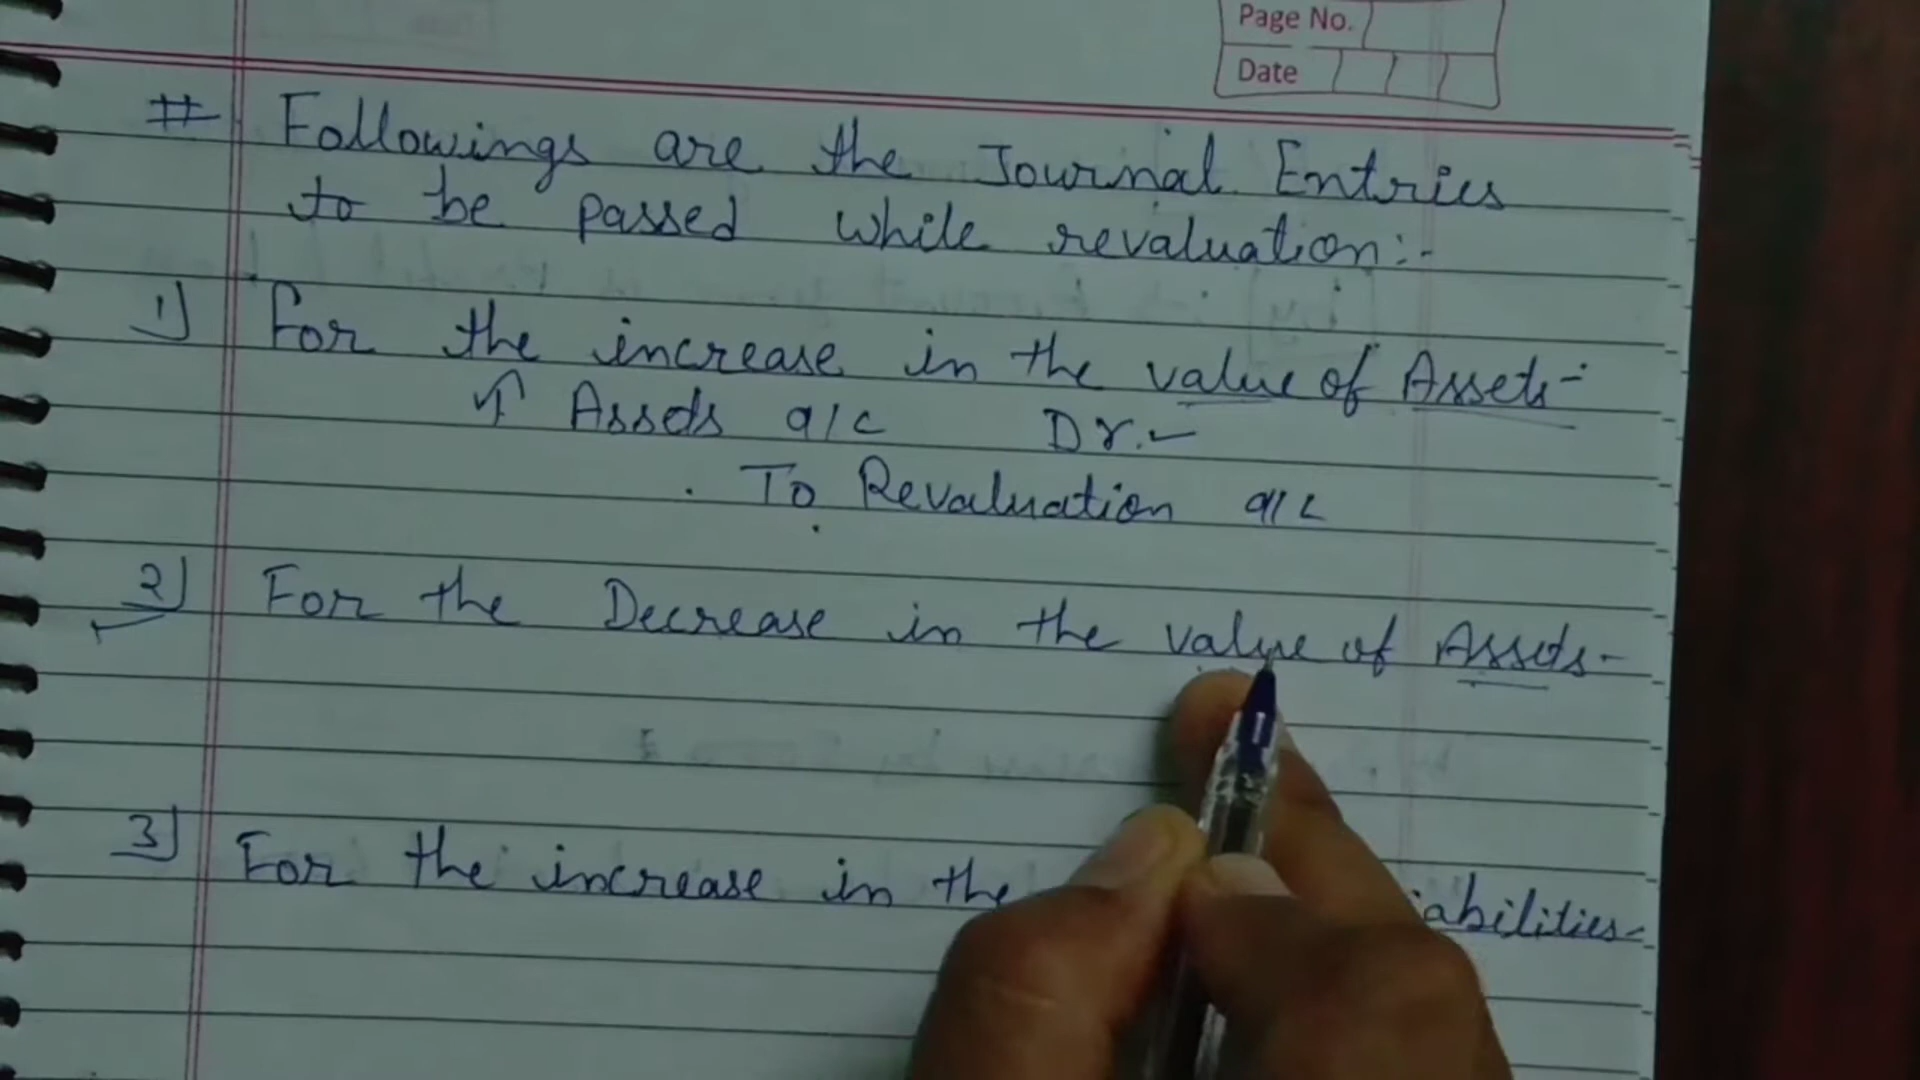 Page No.
Date
# Followings are the Journal Entries
to be passed while revaluation:-
1) For the increase in the value of Assets-
↑ Assets a/c Dr.-
To Revaluation a/c
2) For the Decrease in the value of Assets-
3) For the increase in the abilities-